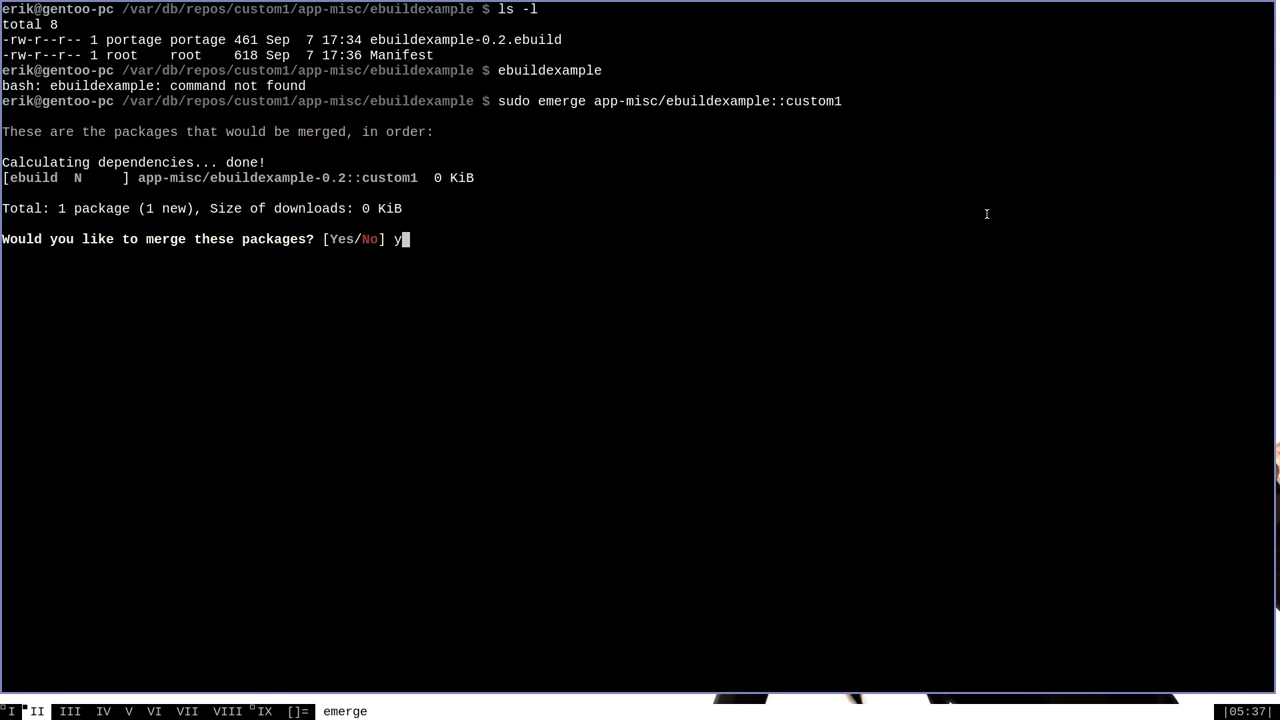 erik@gentoo-pc /var/db/repos/custom1/app-misc/ebuildexample $ ls -l
total 8
-rw-r--r-- 1 portage portage 461 Sep  7 17:34 ebuildexample-0.2.ebuild
-rw-r--r-- 1 root    root    618 Sep  7 17:36 Manifest
erik@gentoo-pc /var/db/repos/custom1/app-misc/ebuildexample $ ebuildexample
bash: ebuildexample: command not found
erik@gentoo-pc /var/db/repos/custom1/app-misc/ebuildexample $ sudo emerge app-misc/ebuildexample::custom1
These are the packages that would be merged, in order:
Calculating dependencies... done!
[ebuild  N     ] app-misc/ebuildexample-0.2::custom1  0 KiB
Total: 1 package (1 new), Size of downloads: 0 KiB
Would you like to merge these packages? [Yes/No] y
I II III IV V VI VII VIII IX []= emerge |05:37|